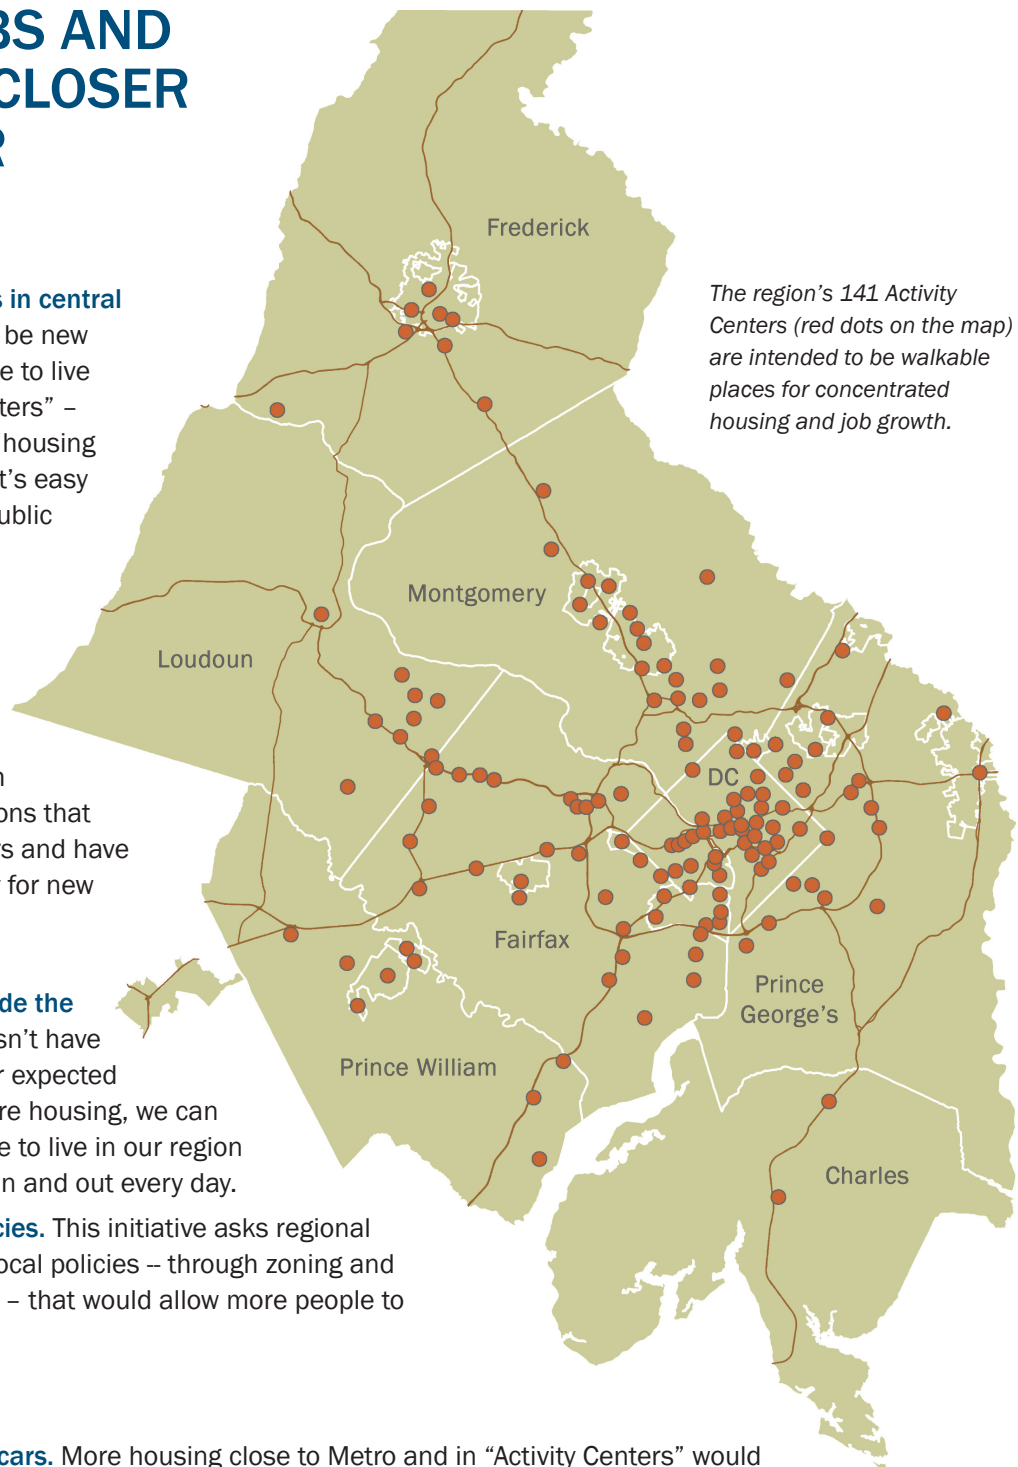 BS AND
CLOSER
R
s in central
be new
e to live
ters” –
housing
t’s easy
ublic
n
ons that
rs and have
y for new
de the
sn’t have
r expected
re housing, we can
e to live in our region
n and out every day.
cies. This initiative asks regional
ocal policies -- through zoning and
– that would allow more people to
cars. More housing close to Metro and in “Activity Centers” would
The region’s 141 Activity
Centers (red dots on the map)
are intended to be walkable
places for concentrated
housing and job growth.
Frederick
Montgomery
Loudoun
DC
Fairfax
Prince
George’s
Prince William
Charles